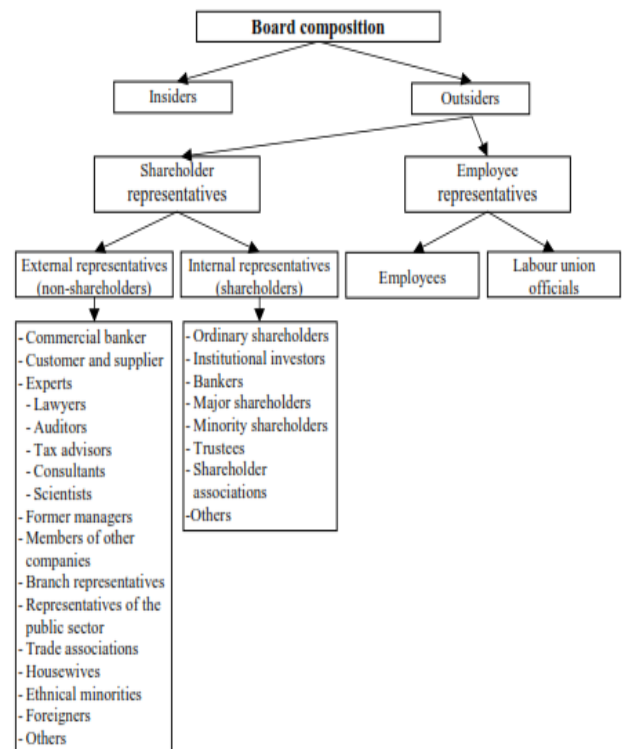 Board composition
Insiders
Outsiders
Shareholder
representatives
Employee
representatives
External representatives
(non-shareholders)
Internal representatives
(shareholders)
Employees
Labour union
officials
- Commercial banker
- Customer and supplier
- Experts
- Lawyers
- Auditors
- Tax advisors
- Consultants
- Scientists
- Former managers
- Members of other
companies
- Branch representatives
- Representatives of the
public sector
- Trade associations
- Housewives
- Ethnical minorities
- Foreigners
- Others
- Ordinary shareholders
- Institutional investors
- Bankers
- Major shareholders
- Minority shareholders
- Trustees
- Shareholder
associations
-Others